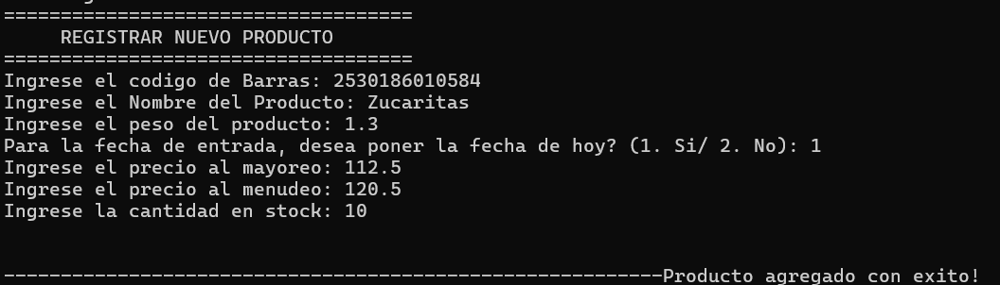 ====================================
REGISTRAR NUEVO PRODUCTO
====================================
Ingrese el codigo de Barras: 2530186010584
Ingrese el Nombre del Producto: Zucaritas
Ingrese el peso del producto: 1.3
Para la fecha de entrada, desea poner la fecha de hoy? (1. Si/ 2. No): 1
Ingrese el precio al mayoreo: 112.5
Ingrese el precio al menudeo: 120.5
Ingrese la cantidad en stock: 10
----------------------------------------------------------Producto agregado con exito!